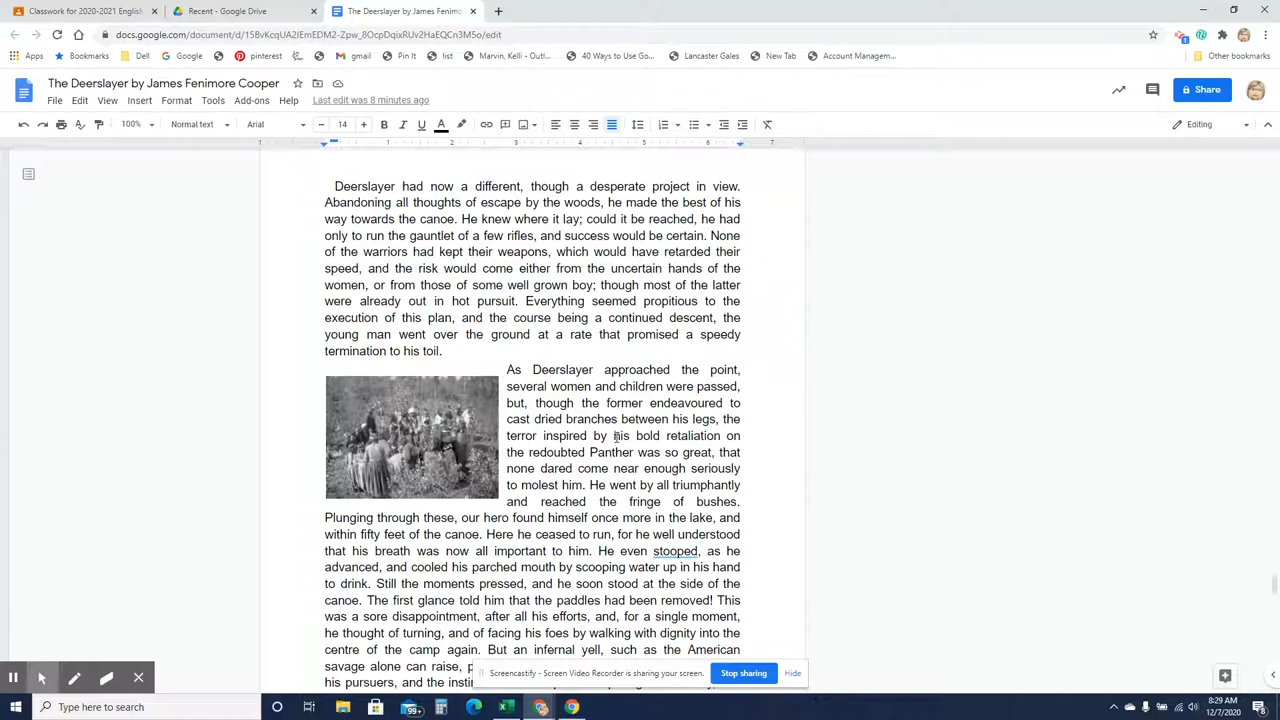 Classwork for 2020-2021 English
Recent - Google Drive
The Deerslayer by James Fenimo
docs.google.com/document/d/15BvKcqUA2IEmEDM2-Zpw_8OcpDqixRUv2HaEQCn3M5o/edit
Apps Bookmarks Dell Google pinterest gmail Pin It list Marvin, Kelli - Outl... 40 Ways to Use Go... Lancaster Gales New Tab Account Managem... Other bookmarks
The Deerslayer by James Fenimore Cooper
File Edit View Insert Format Tools Add-ons Help Last edit was 8 minutes ago
Share
100% Normal text Arial 14 Editing
1 1 2 3 4 5 6 7
Deerslayer had now a different, though a desperate project in view.
Abandoning all thoughts of escape by the woods, he made the best of his
way towards the canoe. He knew where it lay; could it be reached, he had
only to run the gauntlet of a few rifles, and success would be certain. None
of the warriors had kept their weapons, which would have retarded their
speed, and the risk would come either from the uncertain hands of the
women, or from those of some well grown boy; though most of the latter
were already out in hot pursuit. Everything seemed propitious to the
execution of this plan, and the course being a continued descent, the
young man went over the ground at a rate that promised a speedy
termination to his toil.
As Deerslayer approached the point,
several women and children were passed,
but, though the former endeavoured to
cast dried branches between his legs, the
terror inspired by his bold retaliation on
the redoubted Panther was so great, that
none dared come near enough seriously
to molest him. He went by all triumphantly
and reached the fringe of bushes.
Plunging through these, our hero found himself once more in the lake, and
within fifty feet of the canoe. Here he ceased to run, for he well understood
that his breath was now all important to him. He even stooped, as he
advanced, and cooled his parched mouth by scooping water up in his hand
to drink. Still the moments pressed, and he soon stood at the side of the
canoe. The first glance told him that the paddles had been removed! This
was a sore disappointment, after all his efforts, and, for a single moment,
he thought of turning, and of facing his foes by walking with dignity into the
centre of the camp again. But an infernal yell, such as the American
savage alone can raise, p
his pursuers, and the insti
Screencastify - Screen Video Recorder is sharing your screen. Stop sharing Hide
Type here to search
99+
8:29 AM
12/7/2020
8